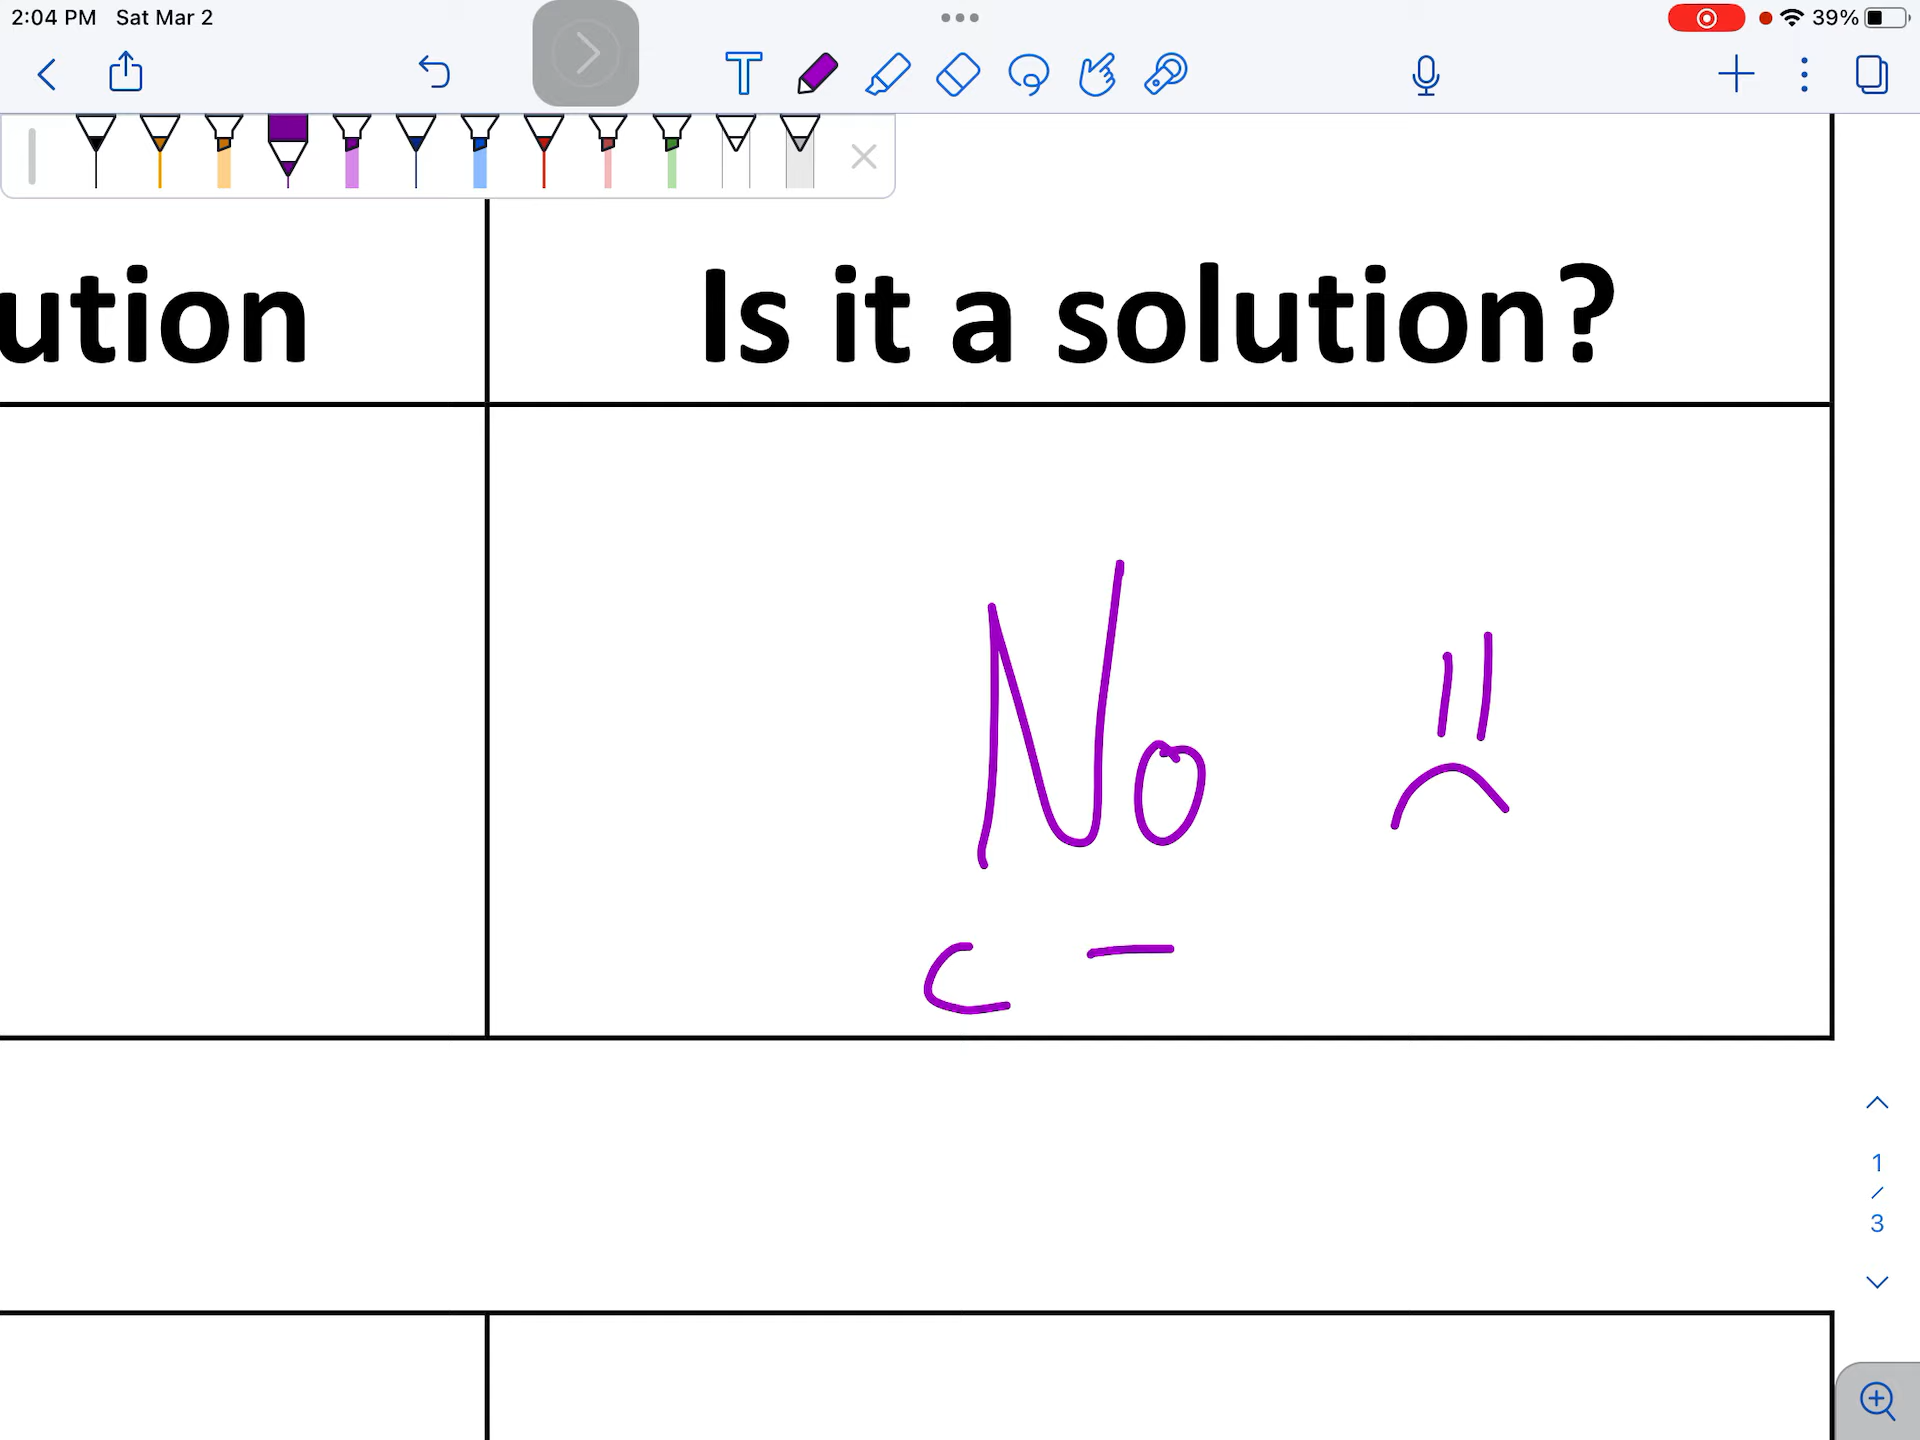 2:04 PM Sat Mar 2
39%
T
ution
Is it a solution?
No
C -
1
/
3